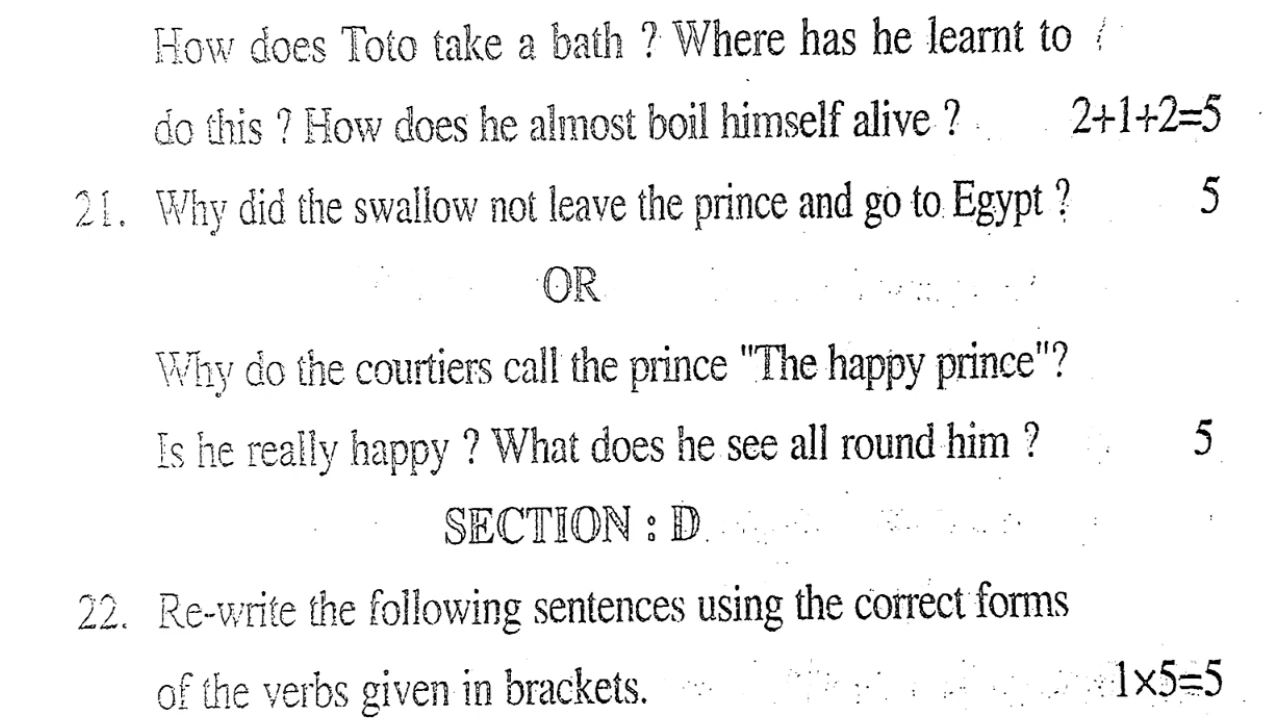 How does Toto take a bath ? Where has he learnt to
do this ? How does he almost boil himself alive ? 2+1+2=5
21. Why did the swallow not leave the prince and go to Egypt ? 5
OR
Why do the courtiers call the prince "The happy prince"?
Is he really happy ? What does he see all round him ? 5
SECTION : D
22. Re-write the following sentences using the correct forms
of the verbs given in brackets. 1×5=5